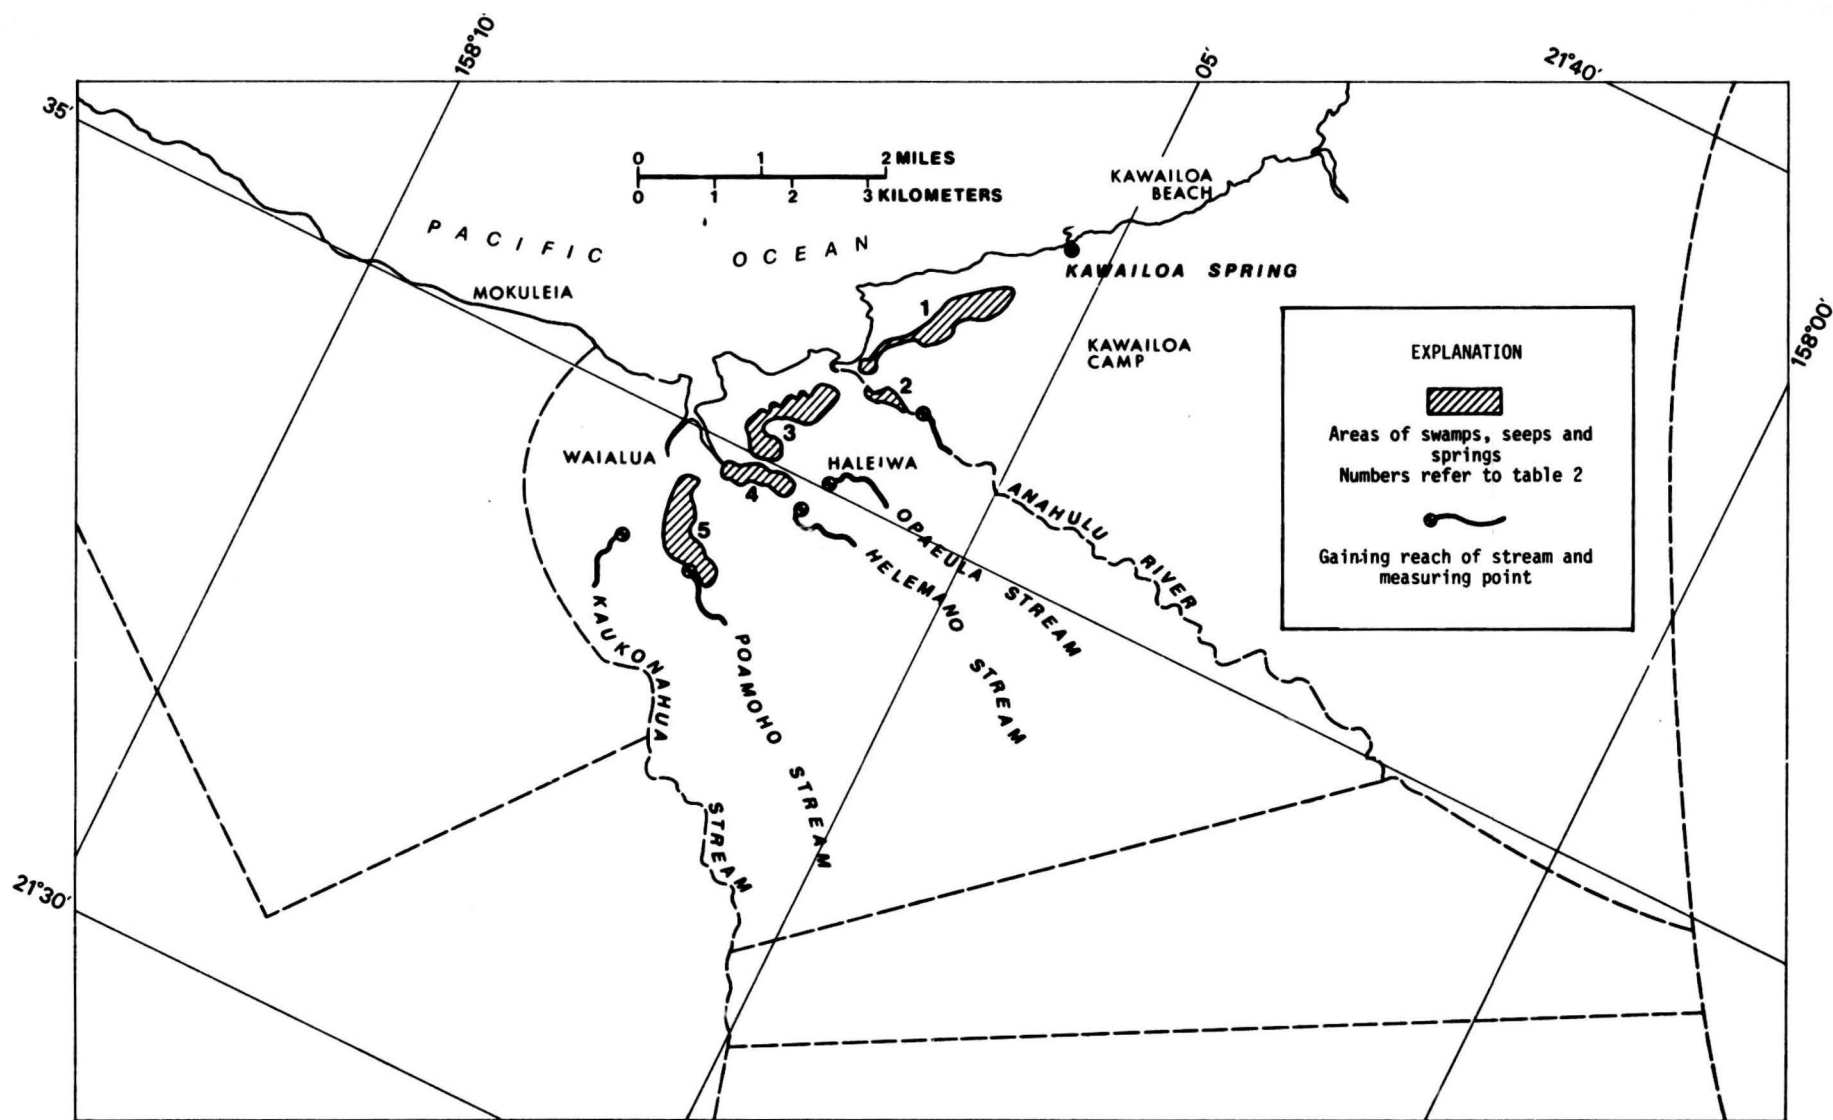 158°10'
05'
21°40'
35'
0 1 2 MILES
0 1 2 3 KILOMETERS
KAWAILOA
BEACH
PACIFIC OCEAN
KAWAILOA SPRING
MOKULEIA
1
KAWAILOA
CAMP
158°00'
2
3
WAIALUA
HALEIWA
4
5
ANAHULU RIVER
OPAEULA STREAM
HELEMANO STREAM
KAUKONAHUA STREAM
POAMOHO STREAM
21°30'
EXPLANATION
Areas of swamps, seeps and
springs
Numbers refer to table 2
Gaining reach of stream and
measuring point